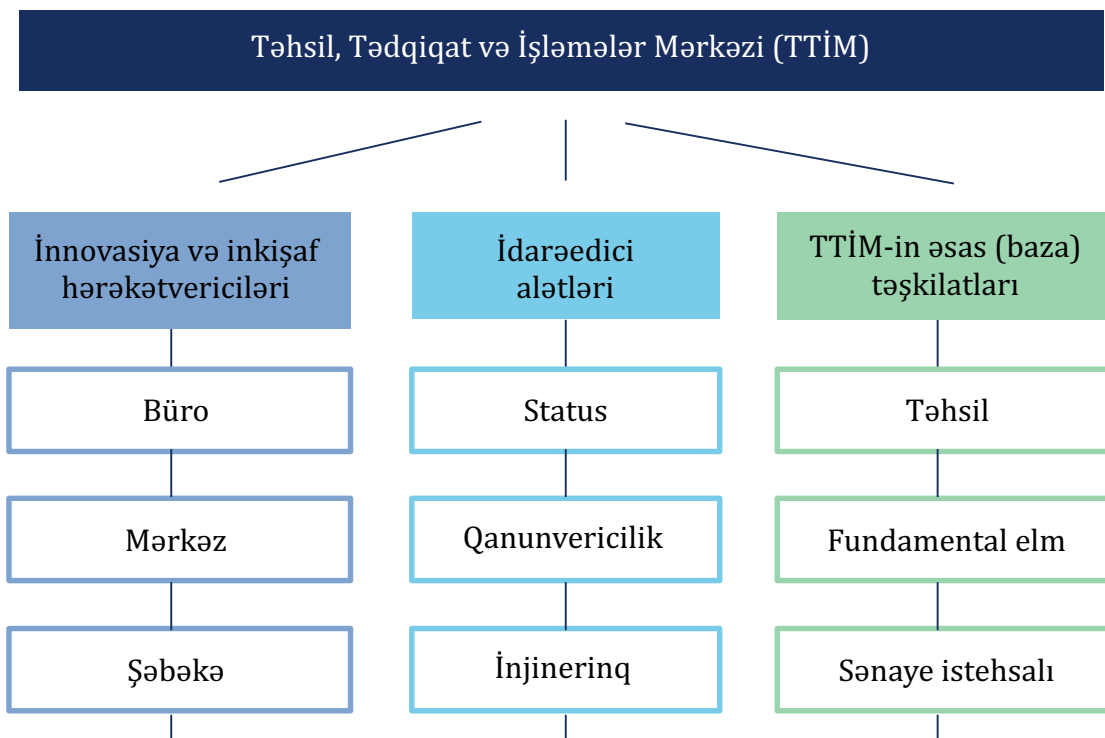 Təhsil, Tədqiqat və İşləmələr Mərkəzi (TTİM)
İnnovasiya və inkişaf
hərəkətvericiləri
Büro
Mərkəz
Şəbəkə
İdarəedici
alətləri
Status
Qanunvericilik
İnjinerinq
TTİM-in əsas (baza)
təşkilatları
Təhsil
Fundamental elm
Sənaye istehsalı